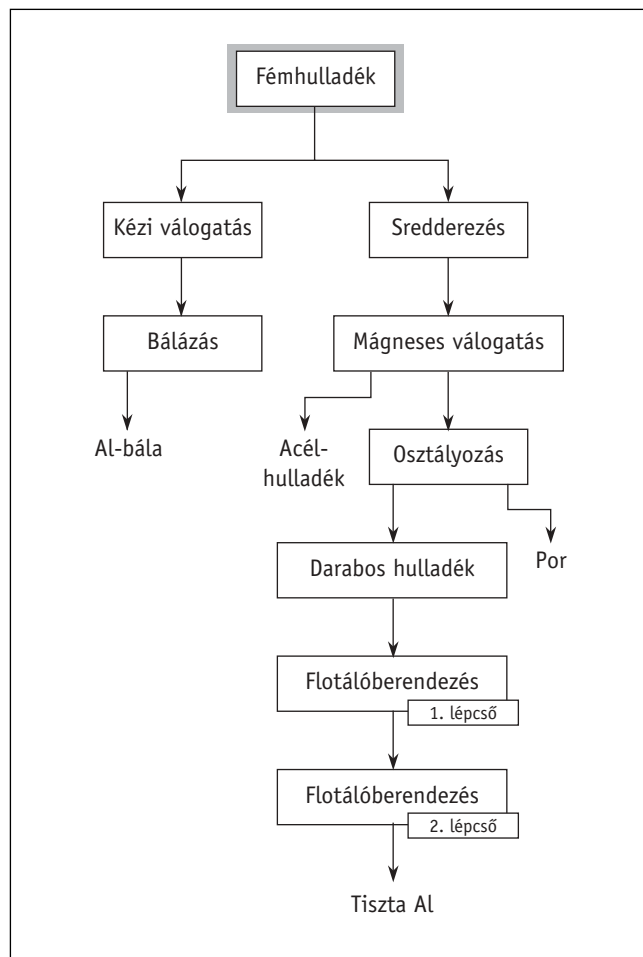 Fémhulladék
Kézi válogatás
Sredderezés
Bálázás
Mágneses válogatás
Al-bála
Acél-
hulladék
Osztályozás
Por
Darabos hulladék
Flotálóberendezés
1. lépcső
Flotálóberendezés
2. lépcső
Tiszta Al